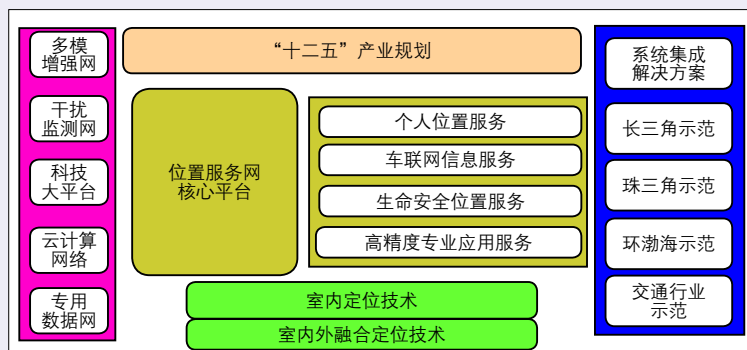 多模
增强网
干扰
监测网
科技
大平台
云计算
网络
专用
数据网
“十二五”产业规划
位置服务网
核心平台
个人位置服务
车联网信息服务
生命安全位置服务
高精度专业应用服务
室内定位技术
室内外融合定位技术
系统集成
解决方案
长三角示范
珠三角示范
环渤海示范
交通行业
示范